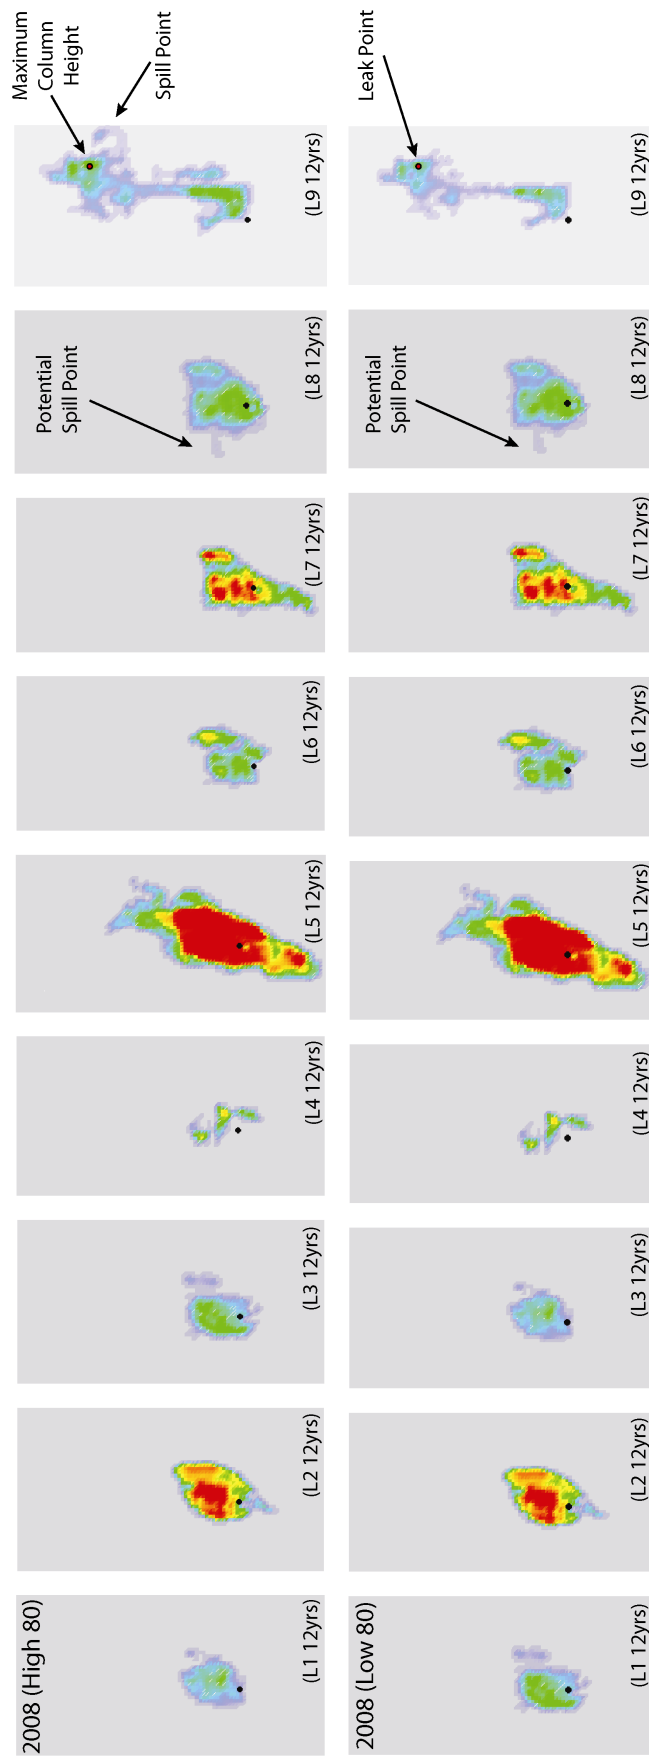 2008 (High 80)
(L1 12yrs)
(L2 12yrs)
(L3 12yrs)
(L4 12yrs)
(L5 12yrs)
(L6 12yrs)
(L7 12yrs)
Potential
Spill Point
(L8 12yrs)
Maximum
Column
Height
Spill Point
(L9 12yrs)
2008 (Low 80)
(L1 12yrs)
(L2 12yrs)
(L3 12yrs)
(L4 12yrs)
(L5 12yrs)
(L6 12yrs)
(L7 12yrs)
Potential
Spill Point
(L8 12yrs)
Leak Point
(L9 12yrs)